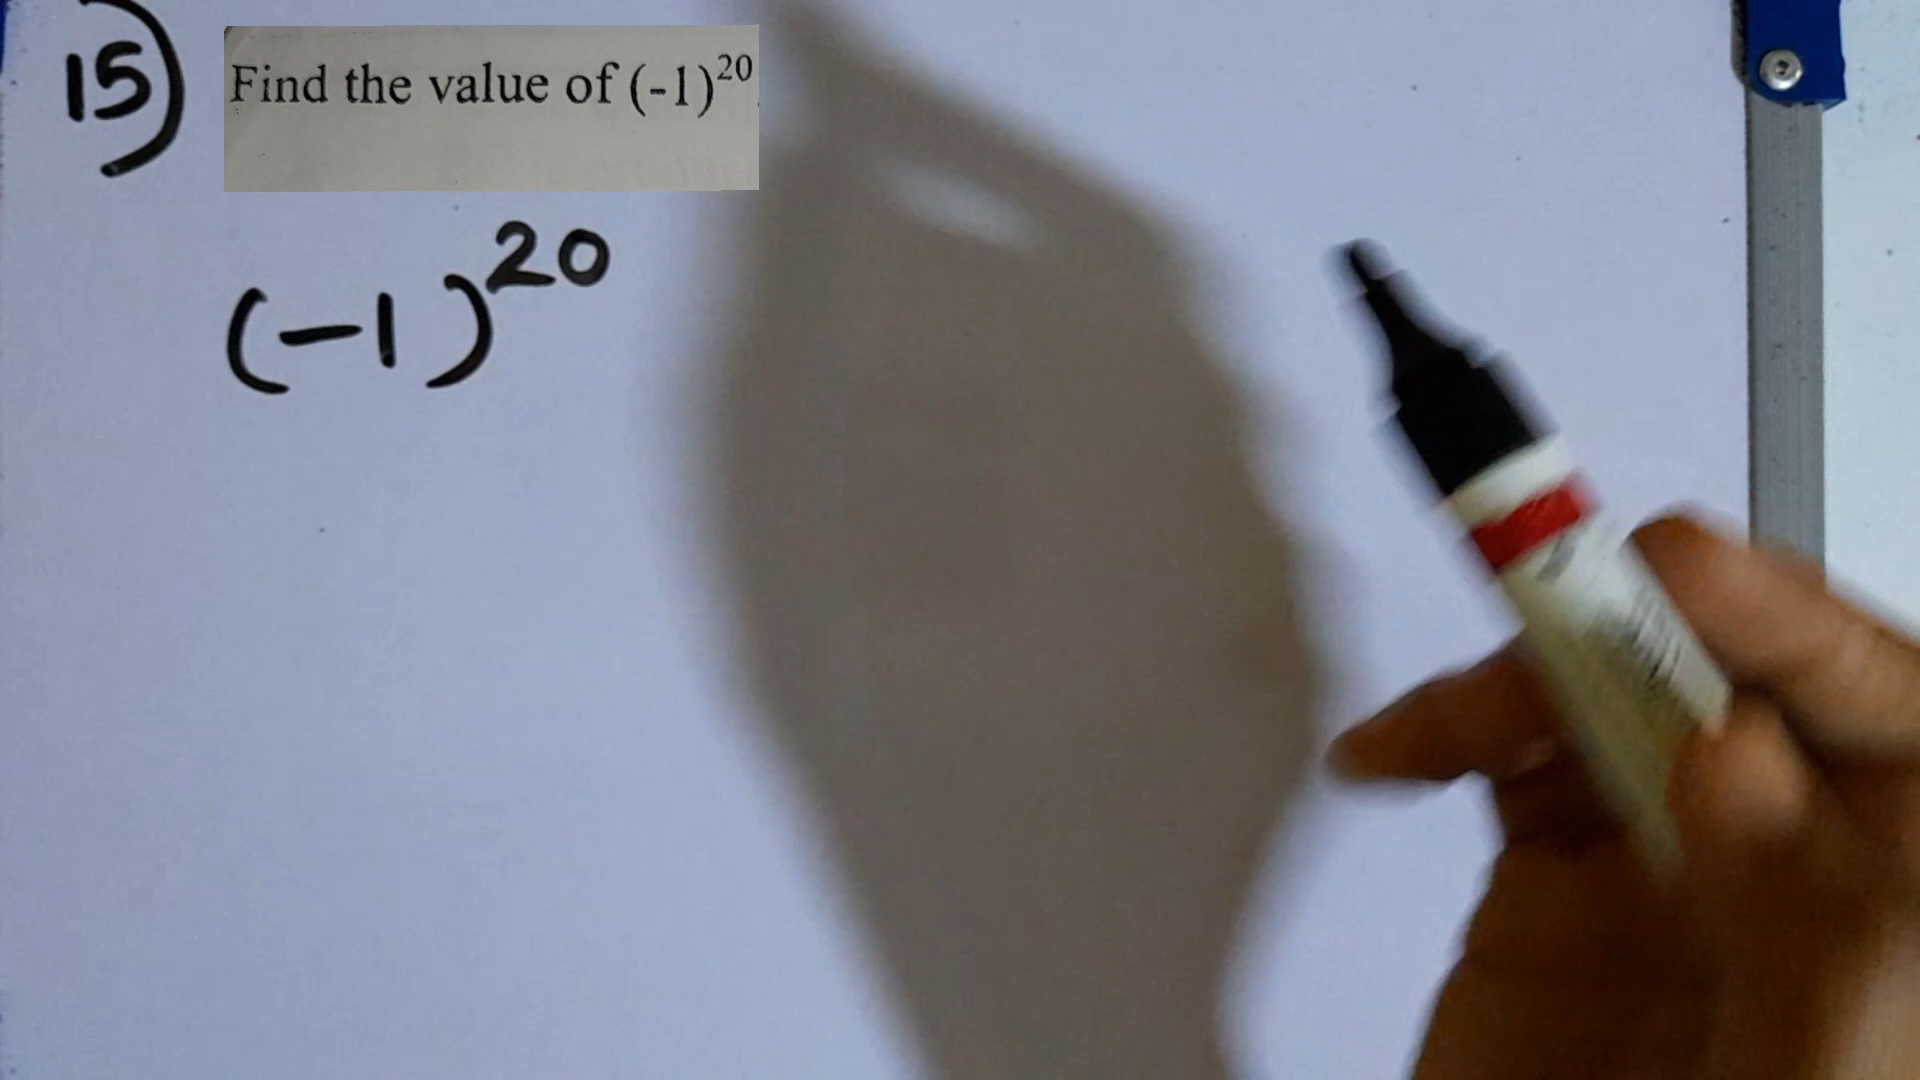 15) Find the value of (-1)²⁰
(-1)²⁰